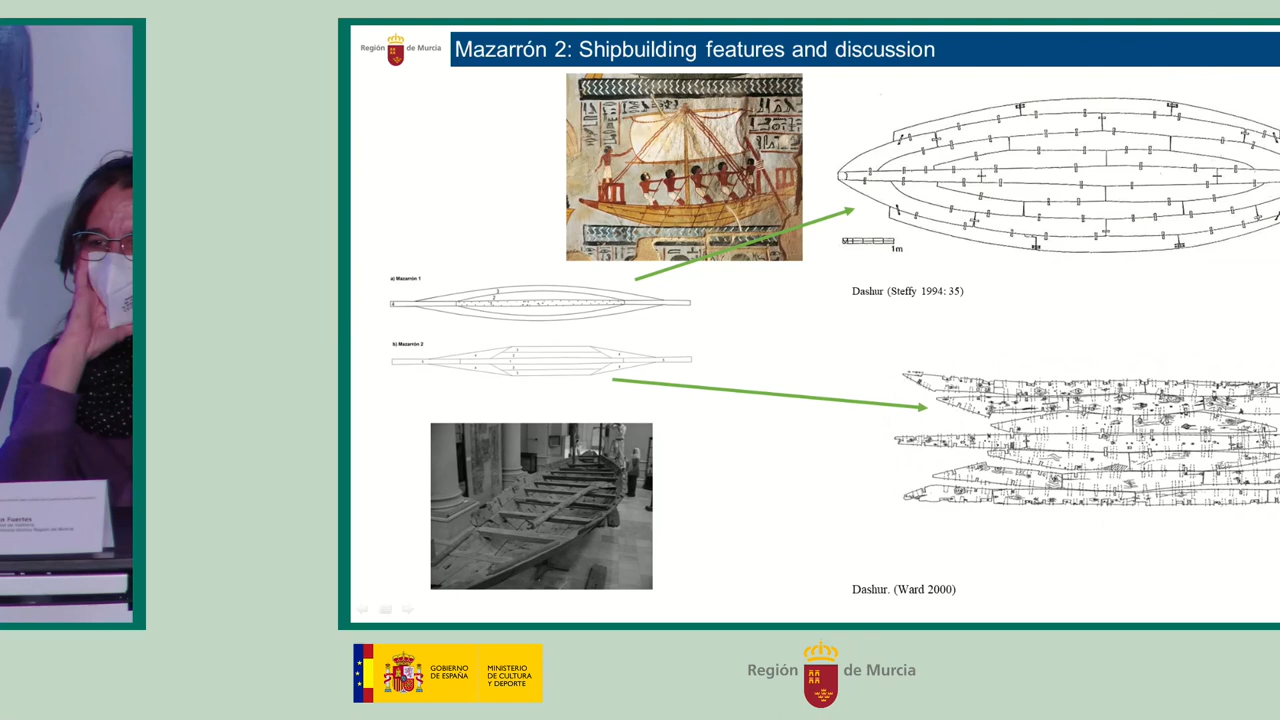 Región de Murcia
Mazarrón 2: Shipbuilding features and discussion
a) Mazarrón 1
b) Mazarrón 2
1m
Dashur (Steffy 1994: 35)
Dashur. (Ward 2000)
Fuertes
GOBIERNO
DE ESPAÑA
MINISTERIO
DE CULTURA
Y DEPORTE
Región de Murcia